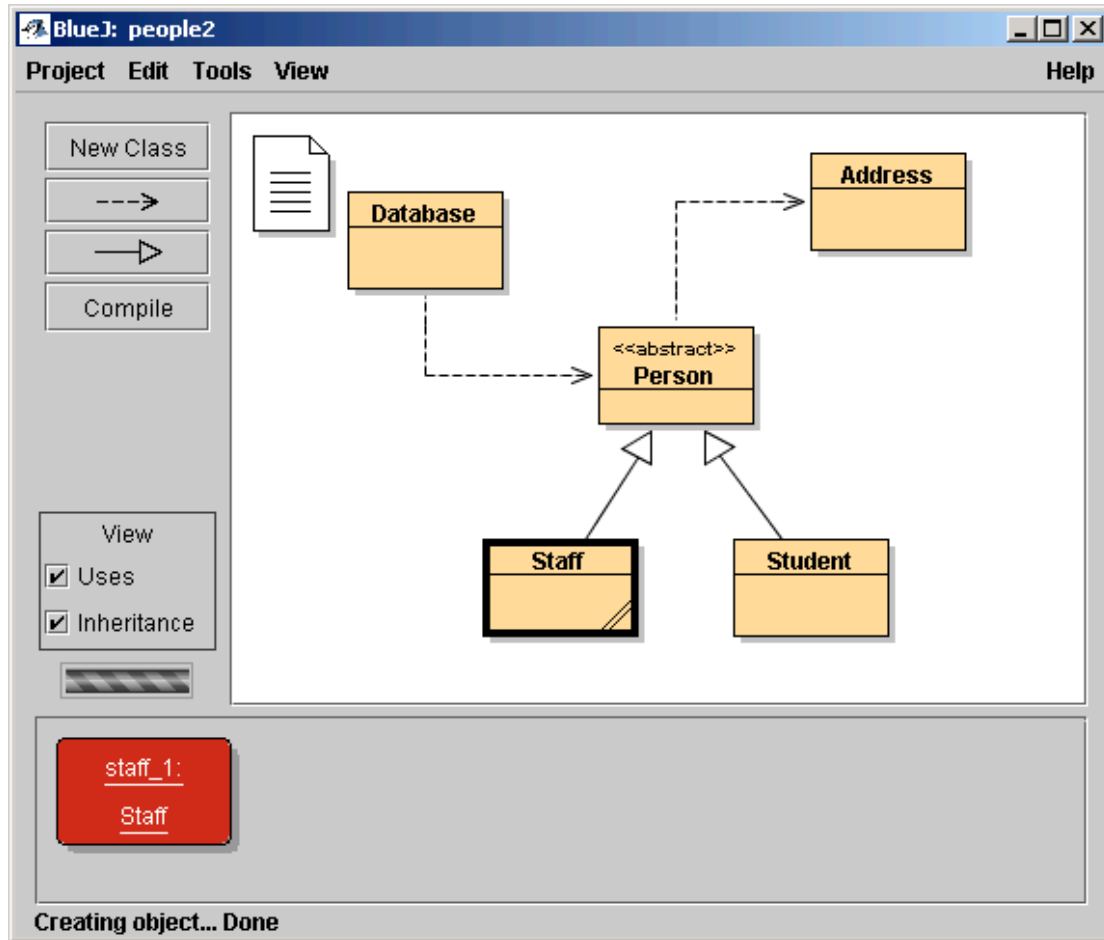 BlueJ: people2
Project Edit Tools View Help
New Class
Compile
View
Uses
Inheritance
Database
Address
<<abstract>>
Person
Staff
Student
staff_1:
Staff
Creating object... Done